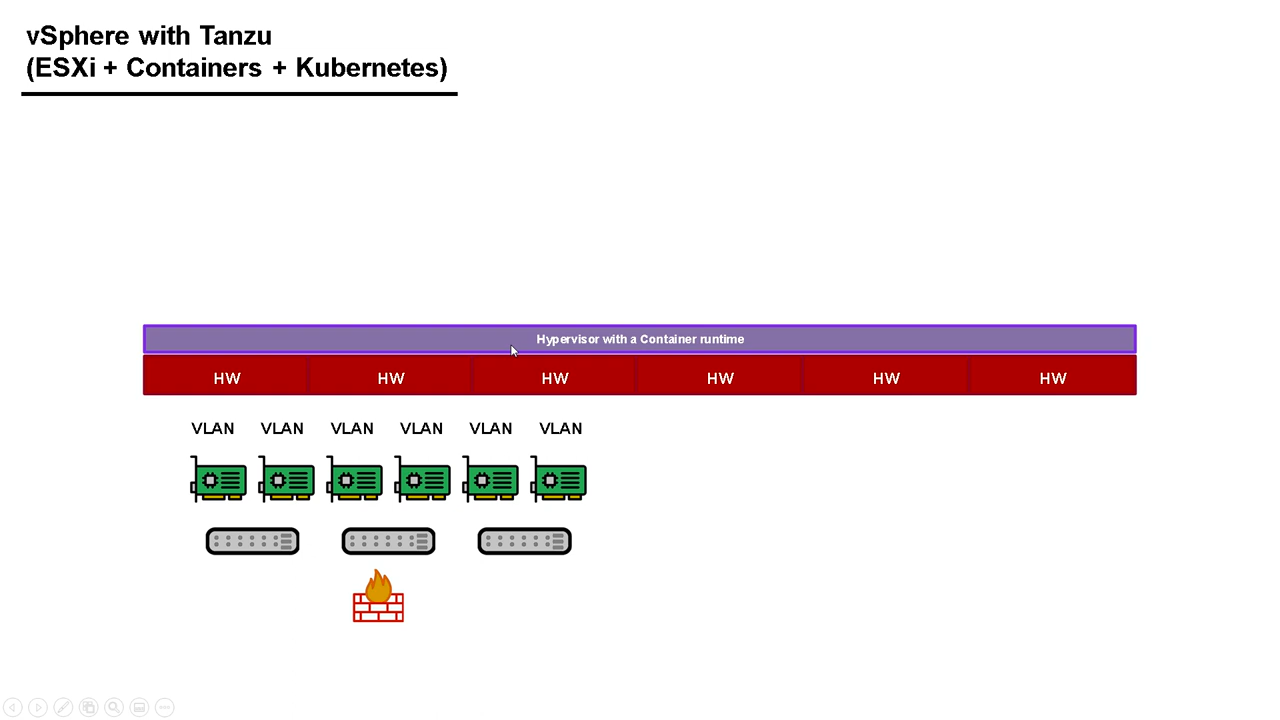 vSphere with Tanzu
(ESXi + Containers + Kubernetes)
Hypervisor with a Container runtime
HW HW HW HW HW HW
VLAN VLAN VLAN VLAN VLAN VLAN